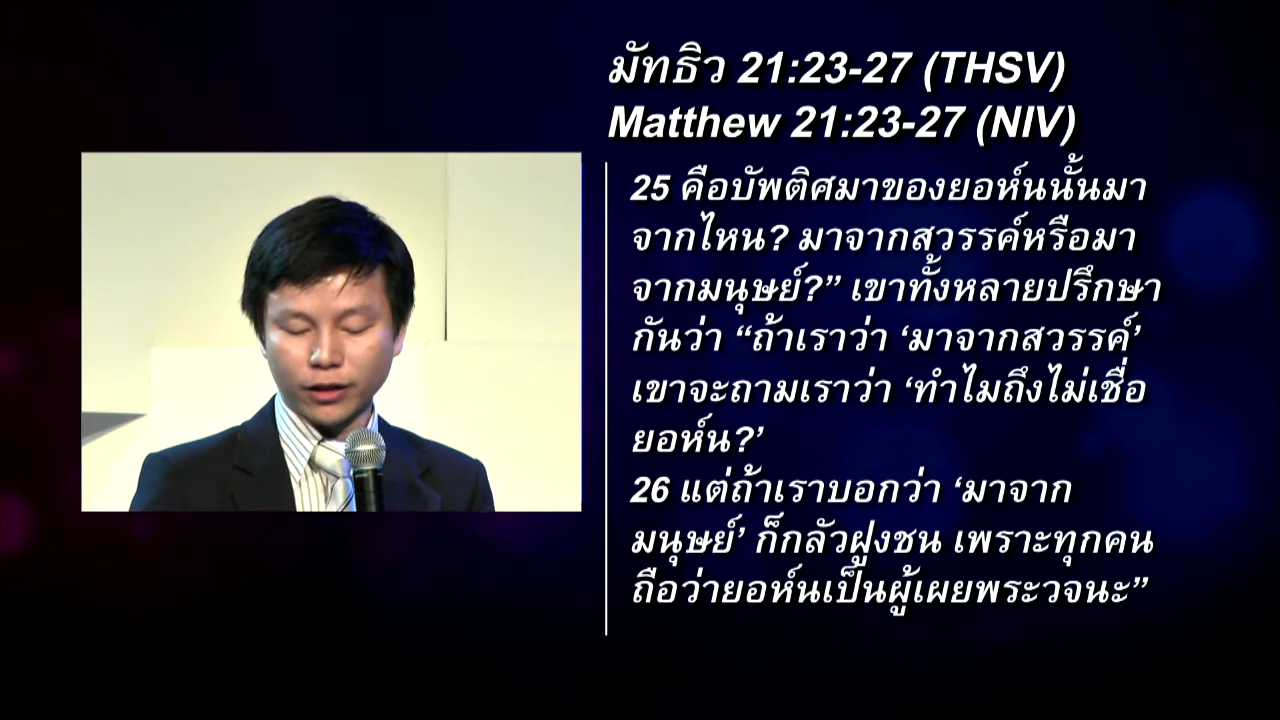 มัทธิว 21:23-27 (THSV)
Matthew 21:23-27 (NIV)
25 คือบัพติศมาของยอห์นนั้นมา
จากไหน? มาจากสวรรค์หรือมา
จากมนุษย์?” เขาทั้งหลายปรึกษา
กันว่า “ถ้าเราว่า ‘มาจากสวรรค์’
เขาจะถามเราว่า ‘ทำไมถึงไม่เชื่อ
ยอห์น?’
26 แต่ถ้าเราบอกว่า ‘มาจาก
มนุษย์’ ก็กลัวฝูงชน เพราะทุกคน
ถือว่ายอห์นเป็นผู้เผยพระวจนะ”